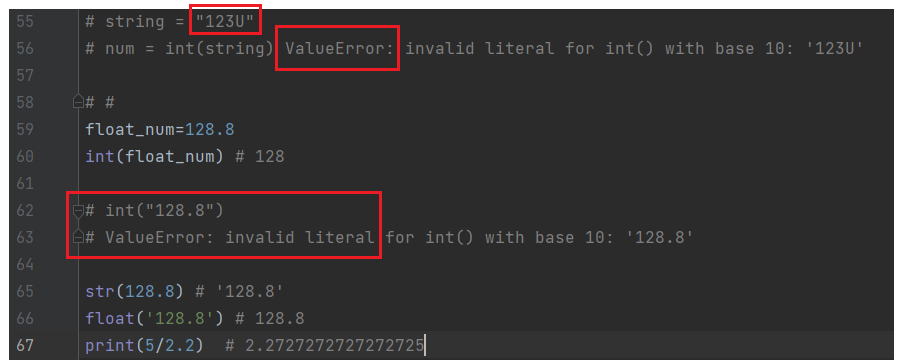 55 # string = "123U"
56 # num = int(string) ValueError: invalid literal for int() with base 10: '123U'
57
58 # #
59 float_num=128.8
60 int(float_num) # 128
61
62 # int("128.8")
63 # ValueError: invalid literal for int() with base 10: '128.8'
64
65 str(128.8) # '128.8'
66 float('128.8') # 128.8
67 print(5/2.2)  # 2.2727272727272725